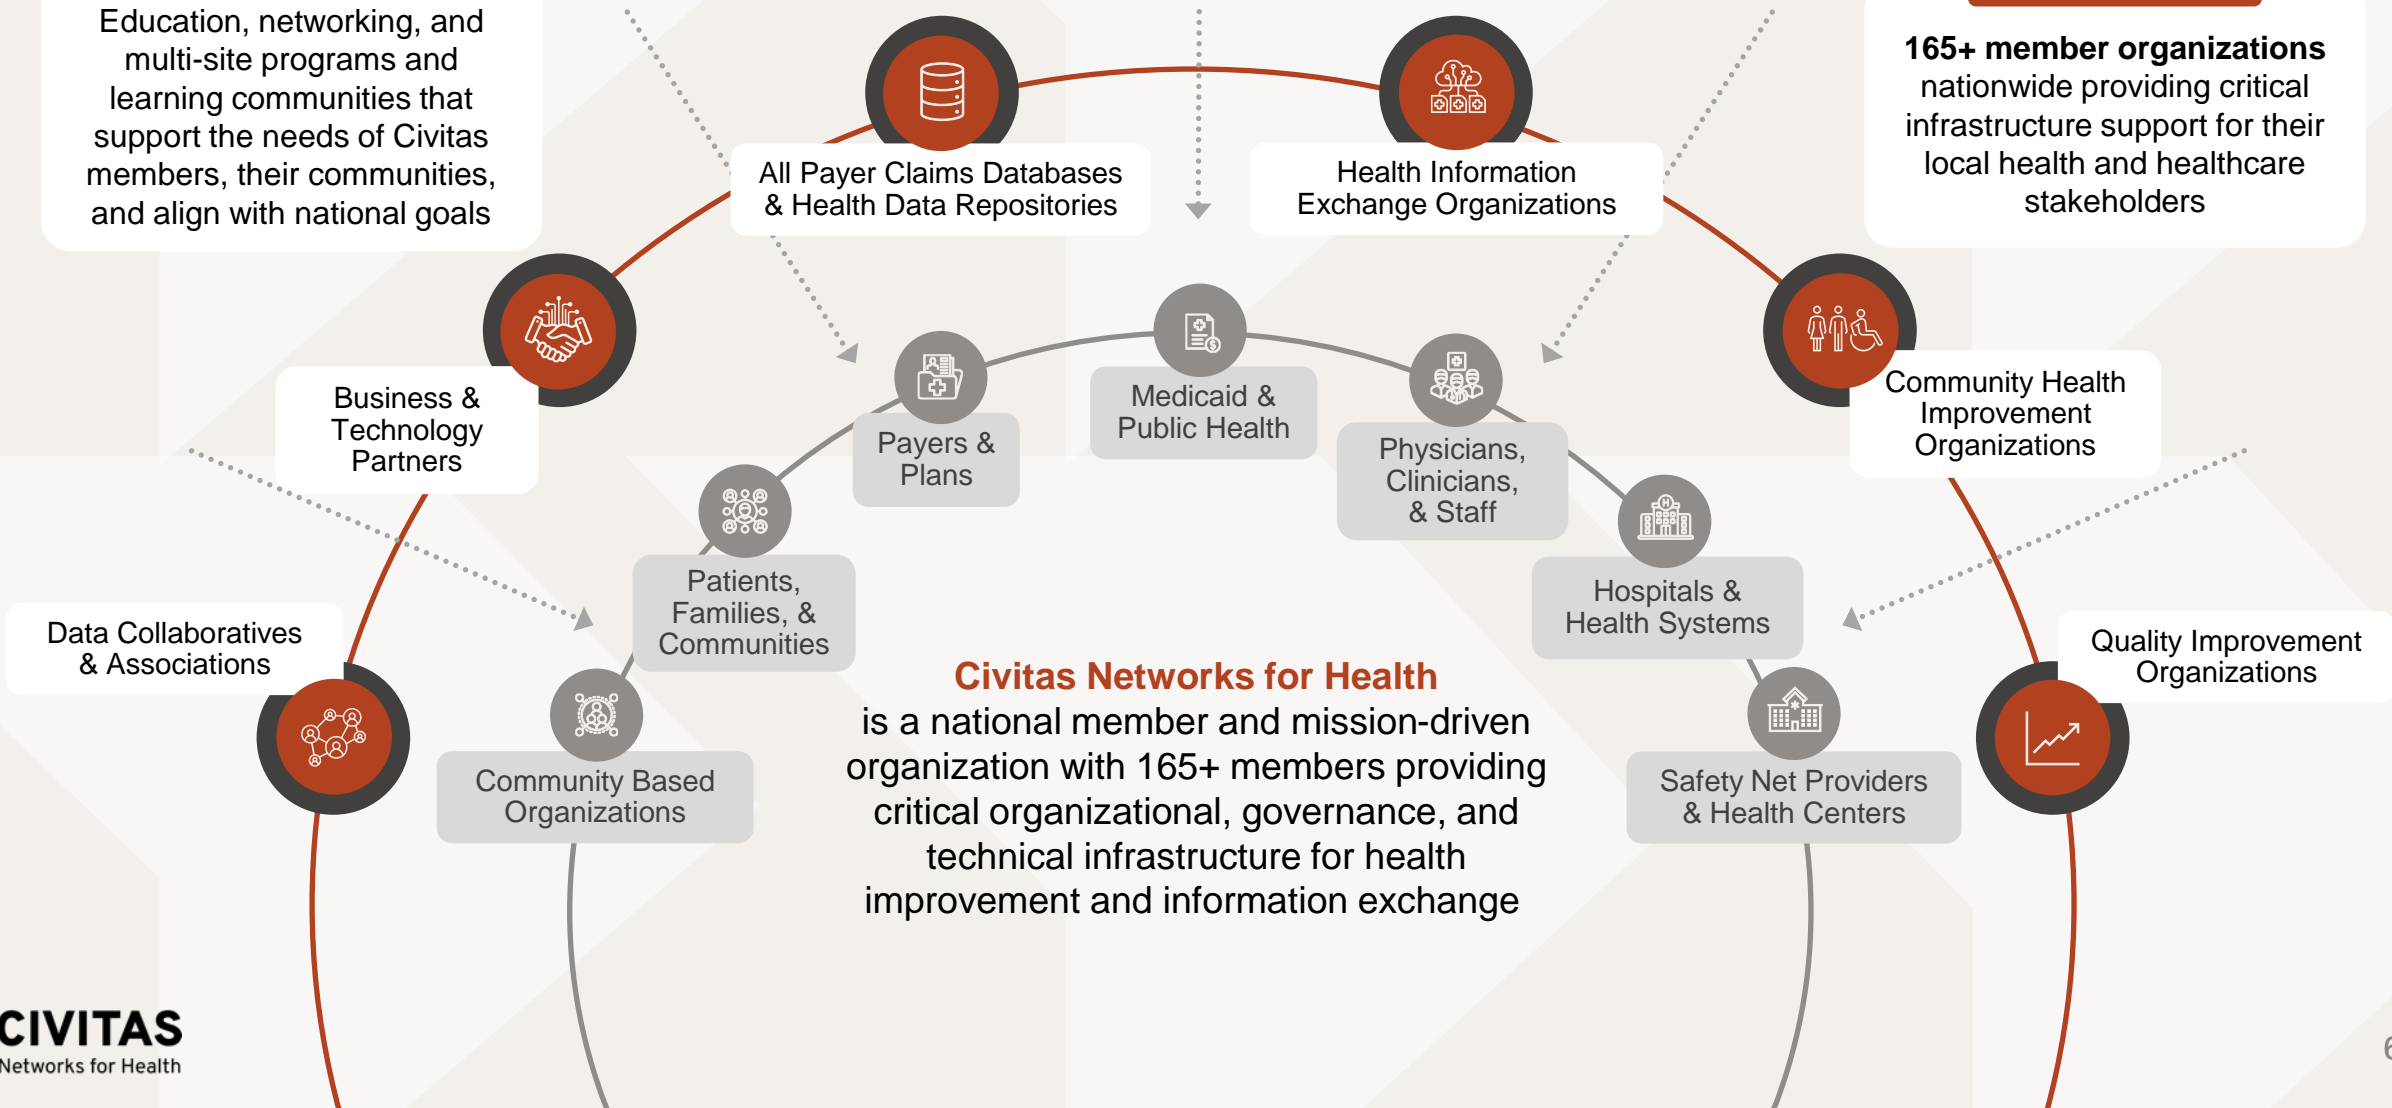 Education, networking, and
multi-site programs and
learning communities that
support the needs of Civitas
members, their communities,
and align with national goals
165+ member organizations
nationwide providing critical
infrastructure support for their
local health and healthcare
stakeholders
All Payer Claims Databases
& Health Data Repositories
Health Information
Exchange Organizations
Business &
Technology
Partners
Community Health
Improvement
Organizations
Data Collaboratives
& Associations
Quality Improvement
Organizations
Medicaid &
Public Health
Payers &
Plans
Physicians,
Clinicians,
& Staff
Patients,
Families, &
Communities
Hospitals &
Health Systems
Community Based
Organizations
Safety Net Providers
& Health Centers
Civitas Networks for Health
is a national member and mission-driven
organization with 165+ members providing
critical organizational, governance, and
technical infrastructure for health
improvement and information exchange
CIVITAS
Networks for Health